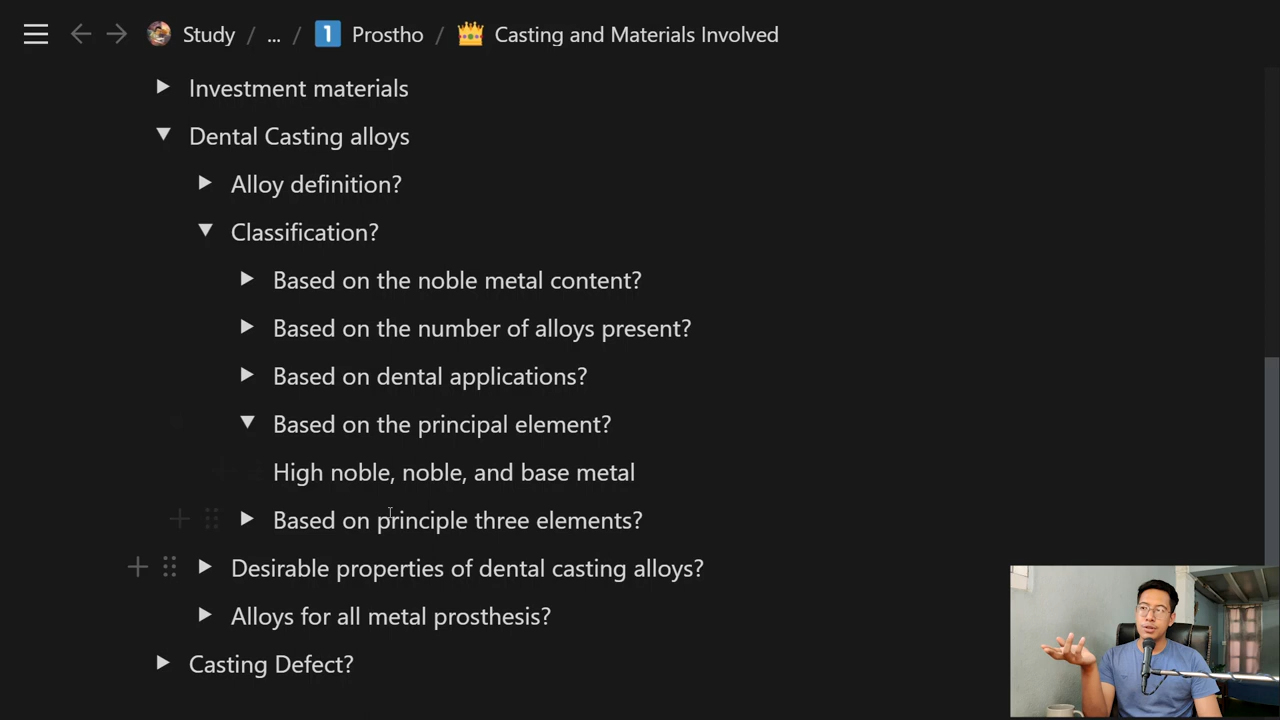 Study / ... / 1 Prostho / Casting and Materials Involved
Investment materials
Dental Casting alloys
Alloy definition?
Classification?
Based on the noble metal content?
Based on the number of alloys present?
Based on dental applications?
Based on the principal element?
High noble, noble, and base metal
Based on principle three elements?
Desirable properties of dental casting alloys?
Alloys for all metal prosthesis?
Casting Defect?